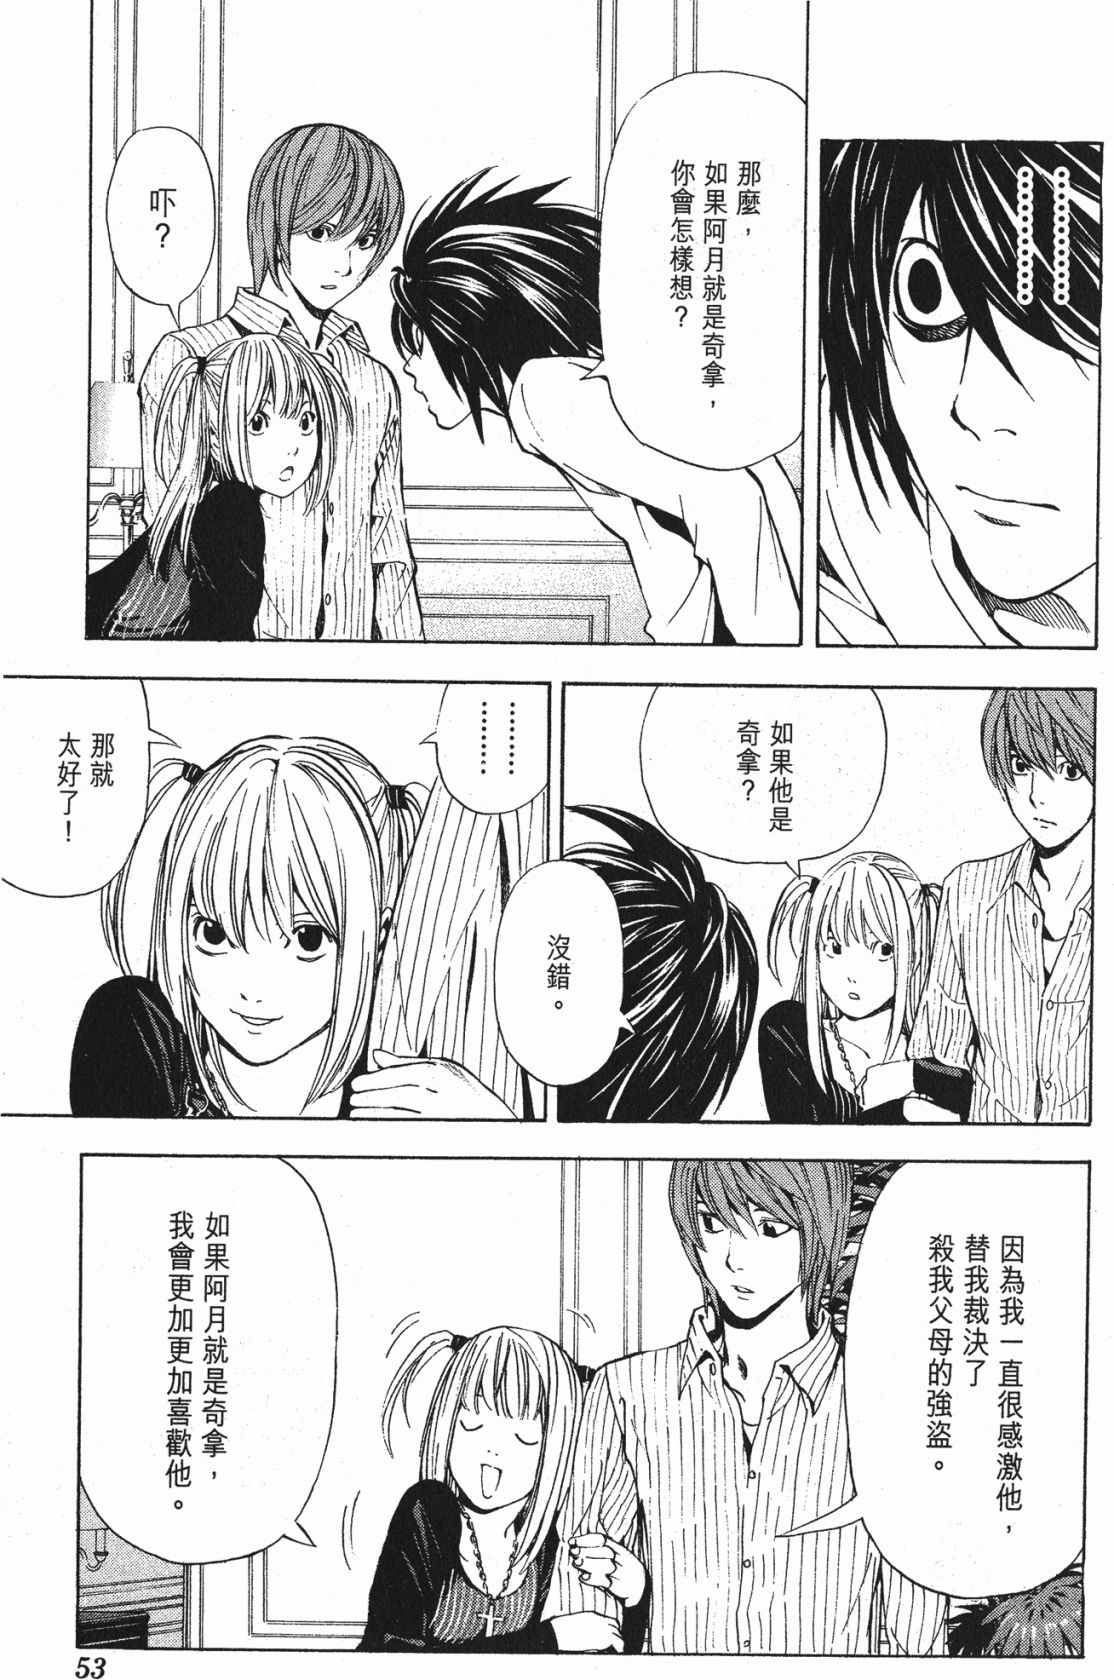 ⋯⋯⋯⋯
那麼，
如果阿月就是奇拿，
你會怎樣想？
吓？
如果他是
奇拿？
沒錯。
⋯⋯⋯⋯
那就
太好了！
因為我一直很感激他，
替我裁決了
殺我父母的強盜。
如果阿月就是奇拿，
我會更加更加喜歡他。
53